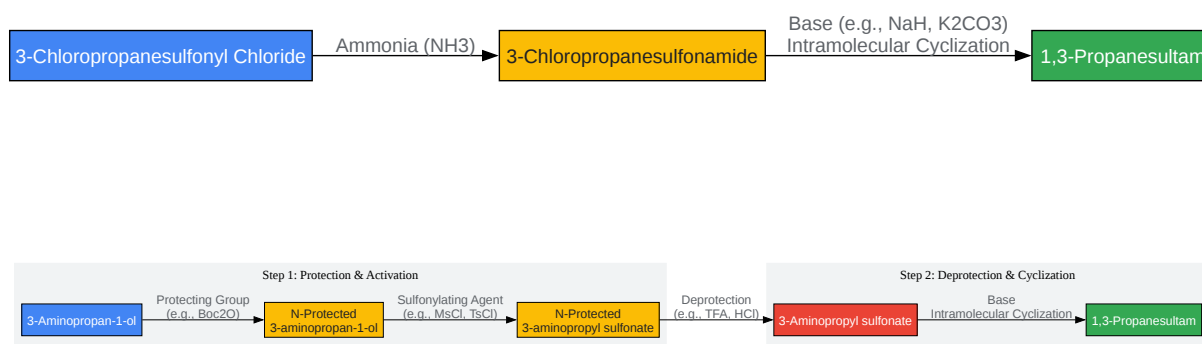 3-Chloropropanesulfonyl Chloride
Ammonia (NH3)
3-Chloropropanesulfonamide
Base (e.g., NaH, K2CO3)
Intramolecular Cyclization
1,3-Propanesultam
Step 1: Protection & Activation
3-Aminopropan-1-ol
Protecting Group
(e.g., Boc2O)
N-Protected
3-aminopropan-1-ol
Sulfonylating Agent
(e.g., MsCl, TsCl)
N-Protected
3-aminopropyl sulfonate
Deprotection
(e.g., TFA, HCl)
Step 2: Deprotection & Cyclization
3-Aminopropyl sulfonate
Base
Intramolecular Cyclization
1,3-Propanesultam